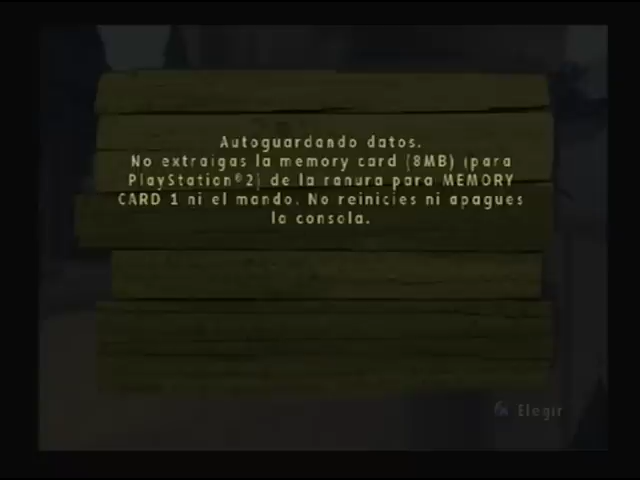 Autoguardando datos.
No extraigas la memory card (8MB) (para
PlayStation®2) de la ranura para MEMORY
CARD 1 ni el mando. No reinicies ni apagues
la consola.
Elegir